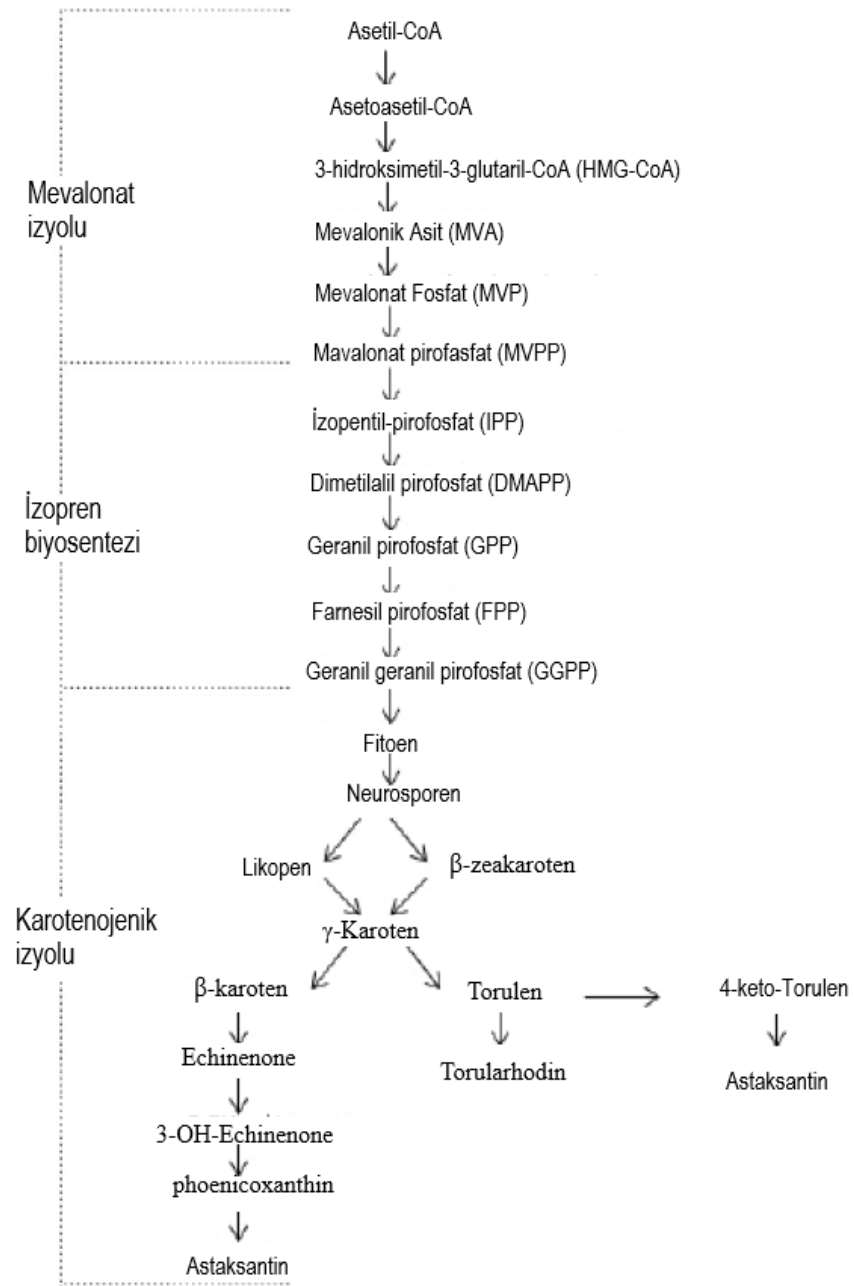 Asetil-CoA
Asetoasetil-CoA
3-hidroksimetil-3-glutaril-CoA (HMG-CoA)
Mevalonat
izyolu
Mevalonik Asit (MVA)
Mevalonat Fosfat (MVP)
Mavalonat pirofasfat (MVPP)
İzopentil-pirofosfat (IPP)
Dimetilalil pirofosfat (DMAPP)
İzopren
biyosentezi
Geranil pirofosfat (GPP)
Farnesil pirofosfat (FPP)
Geranil geranil pirofosfat (GGPP)
Fitoen
Neurosporen
Likopen
β-zeakaroten
Karotenojenik
izyolu
γ-Karoten
β-karoten
Torulen
4-keto-Torulen
Echinenone
Torularhodin
Astaksantin
3-OH-Echinenone
phoenicoxanthin
Astaksantin